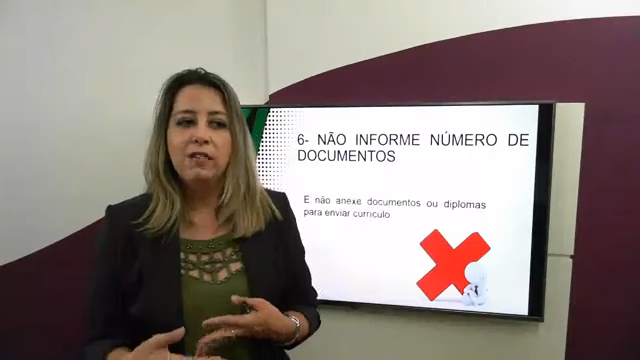 6- NÃO INFORME NÚMERO DE
DOCUMENTOS
E não anexe documentos ou diplomas
para enviar currículo.